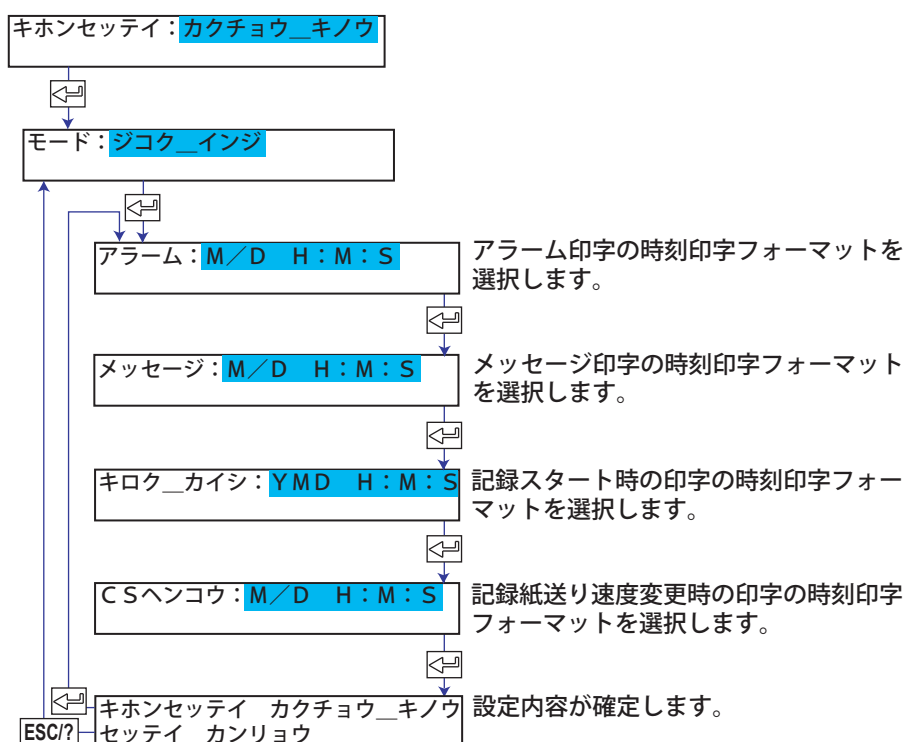 キホンセッテイ：カクチョウ＿キノウ
モード：ジコク＿インジ
アラーム：Ｍ／Ｄ　Ｈ：Ｍ：Ｓ
アラーム印字の時刻印字フォーマットを
選択します。
メッセージ：Ｍ／Ｄ　Ｈ：Ｍ：Ｓ
メッセージ印字の時刻印字フォーマット
を選択します。
キロク＿カイシ：ＹＭＤ　Ｈ：Ｍ：Ｓ
記録スタート時の印字の時刻印字フォー
マットを選択します。
ＣＳヘンコウ：Ｍ／Ｄ　Ｈ：Ｍ：Ｓ
記録紙送り速度変更時の印字の時刻印字
フォーマットを選択します。
キホンセッテイ　カクチョウ＿キノウ
セッテイ　カンリョウ
設定内容が確定します。
ESC/?